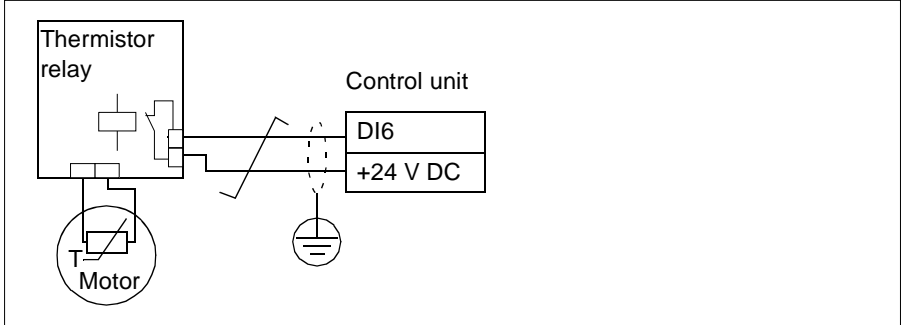 Thermistor
relay
Control unit
DI6
+24 V DC
T
Motor